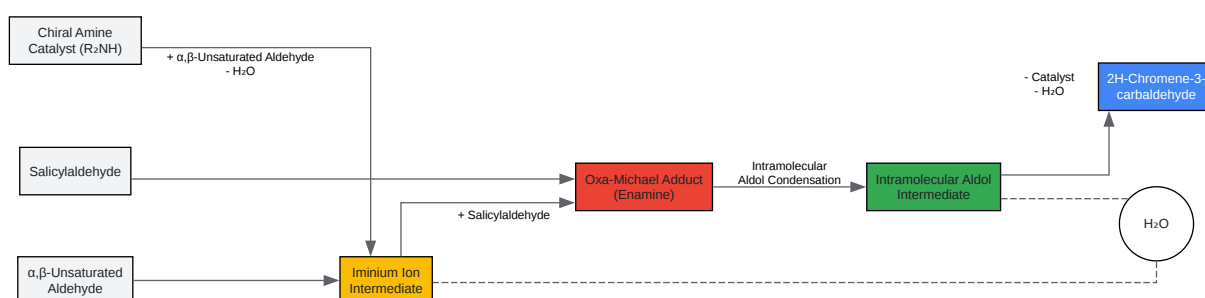 Chiral Amine
Catalyst (R₂NH)
+ α,β-Unsaturated Aldehyde
- H₂O
- Catalyst
- H₂O
2H-Chromene-3-
carbaldehyde
Salicylaldehyde
Oxa-Michael Adduct
(Enamine)
Intramolecular
Aldol Condensation
Intramolecular Aldol
Intermediate
+ Salicylaldehyde
H₂O
α,β-Unsaturated
Aldehyde
Iminium Ion
Intermediate